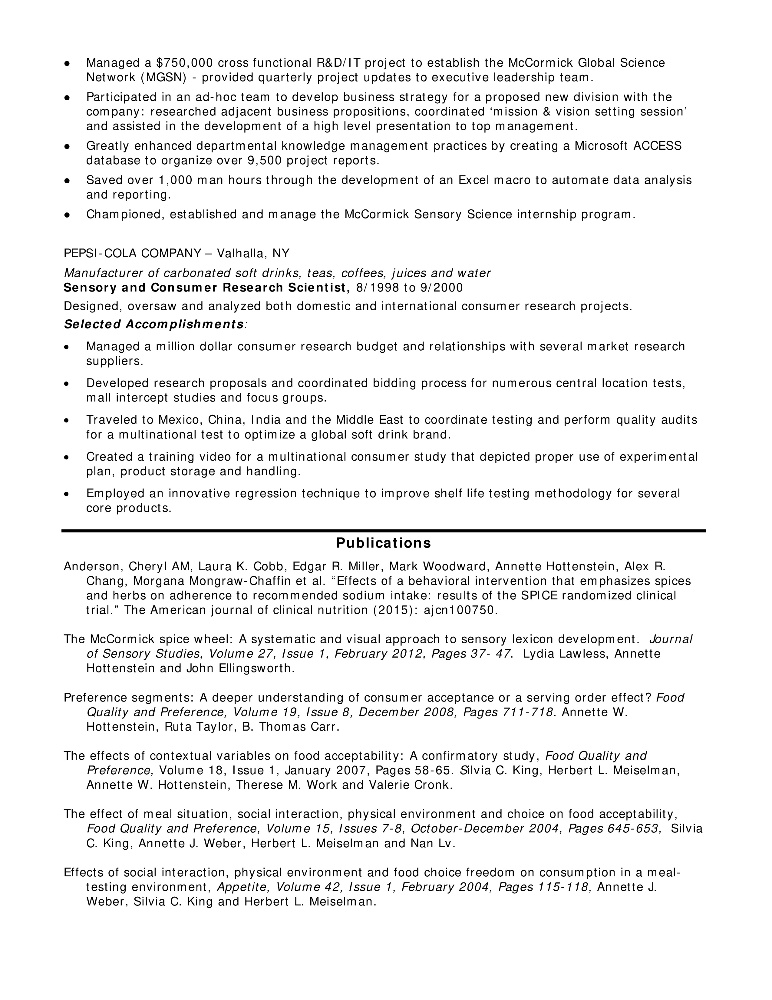 • Managed a $750,000 cross functional R&D/IT project to establish the McCormick Global Science
Network (MGSN) - provided quarterly project updates to executive leadership team.
• Participated in an ad-hoc team to develop business strategy for a proposed new division with the
company: researched adjacent business propositions, coordinated ‘mission & vision setting session’
and assisted in the development of a high level presentation to top management.
• Greatly enhanced departmental knowledge management practices by creating a Microsoft ACCESS
database to organize over 9,500 project reports.
• Saved over 1,000 man hours through the development of an Excel macro to automate data analysis
and reporting.
• Championed, established and manage the McCormick Sensory Science internship program.
PEPSI-COLA COMPANY – Valhalla, NY
Manufacturer of carbonated soft drinks, teas, coffees, juices and water
Sensory and Consumer Research Scientist, 8/1998 to 9/2000
Designed, oversaw and analyzed both domestic and international consumer research projects.
Selected Accomplishments:
• Managed a million dollar consumer research budget and relationships with several market research
suppliers.
• Developed research proposals and coordinated bidding process for numerous central location tests,
mall intercept studies and focus groups.
• Traveled to Mexico, China, India and the Middle East to coordinate testing and perform quality audits
for a multinational test to optimize a global soft drink brand.
• Created a training video for a multinational consumer study that depicted proper use of experimental
plan, product storage and handling.
• Employed an innovative regression technique to improve shelf life testing methodology for several
core products.
Publications
Anderson, Cheryl AM, Laura K. Cobb, Edgar R. Miller, Mark Woodward, Annette Hottenstein, Alex R.
Chang, Morgana Mongraw-Chaffin et al. “Effects of a behavioral intervention that emphasizes spices
and herbs on adherence to recommended sodium intake: results of the SPICE randomized clinical
trial.” The American journal of clinical nutrition (2015): ajcn100750.
The McCormick spice wheel: A systematic and visual approach to sensory lexicon development. Journal
of Sensory Studies, Volume 27, Issue 1, February 2012, Pages 37- 47. Lydia Lawless, Annette
Hottenstein and John Ellingsworth.
Preference segments: A deeper understanding of consumer acceptance or a serving order effect? Food
Quality and Preference, Volume 19, Issue 8, December 2008, Pages 711-718. Annette W.
Hottenstein, Ruta Taylor, B. Thomas Carr.
The effects of contextual variables on food acceptability: A confirmatory study, Food Quality and
Preference, Volume 18, Issue 1, January 2007, Pages 58-65. Silvia C. King, Herbert L. Meiselman,
Annette W. Hottenstein, Therese M. Work and Valerie Cronk.
The effect of meal situation, social interaction, physical environment and choice on food acceptability,
Food Quality and Preference, Volume 15, Issues 7-8, October-December 2004, Pages 645-653, Silvia
C. King, Annette J. Weber, Herbert L. Meiselman and Nan Lv.
Effects of social interaction, physical environment and food choice freedom on consumption in a meal-
testing environment, Appetite, Volume 42, Issue 1, February 2004, Pages 115-118, Annette J.
Weber, Silvia C. King and Herbert L. Meiselman.